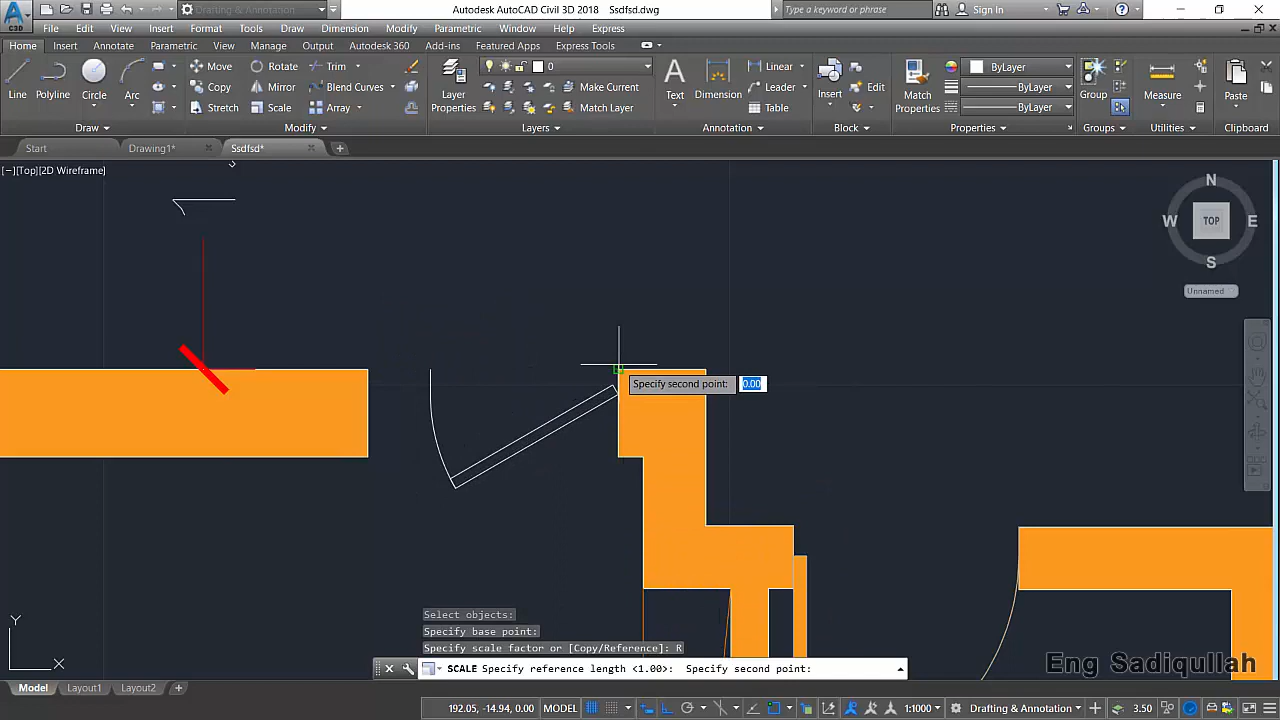 Autodesk AutoCAD Civil 3D 2018 Ssdfsd.dwg
C3D
Drafting & Annotation
Type a keyword or phrase
Sign In
File Edit View Insert Format Tools Draw Dimension Modify Parametric Window Help Express
Home Insert Annotate Parametric View Manage Output Add-ins Autodesk 360 Featured Apps Express Tools
Line Polyline Circle Arc
Move Rotate Trim
Copy Mirror Blend Curves
Stretch Scale Array
Layer Properties
0
Make Current
Match Layer
Text Dimension
Linear
Leader
Table
Insert
Edit
Match Properties
ByLayer
ByLayer
ByLayer
Group
Measure
Paste
Draw Modify Layers Annotation Block Properties Groups Utilities Clipboard
Start Drawing1* Ssdfsd*
[−][Top][2D Wireframe]
N
W TOP E
S
Unnamed
Specify second point: 0.00
Select objects:
Specify base point:
Specify scale factor or [Copy/Reference]: R
SCALE Specify reference length <1.00>: Specify second point:
Y
X
Eng Sadiqullah
Model Layout1 Layout2 +
192.05, -14.94, 0.00 MODEL 1:1000 Drafting & Annotation 3.50